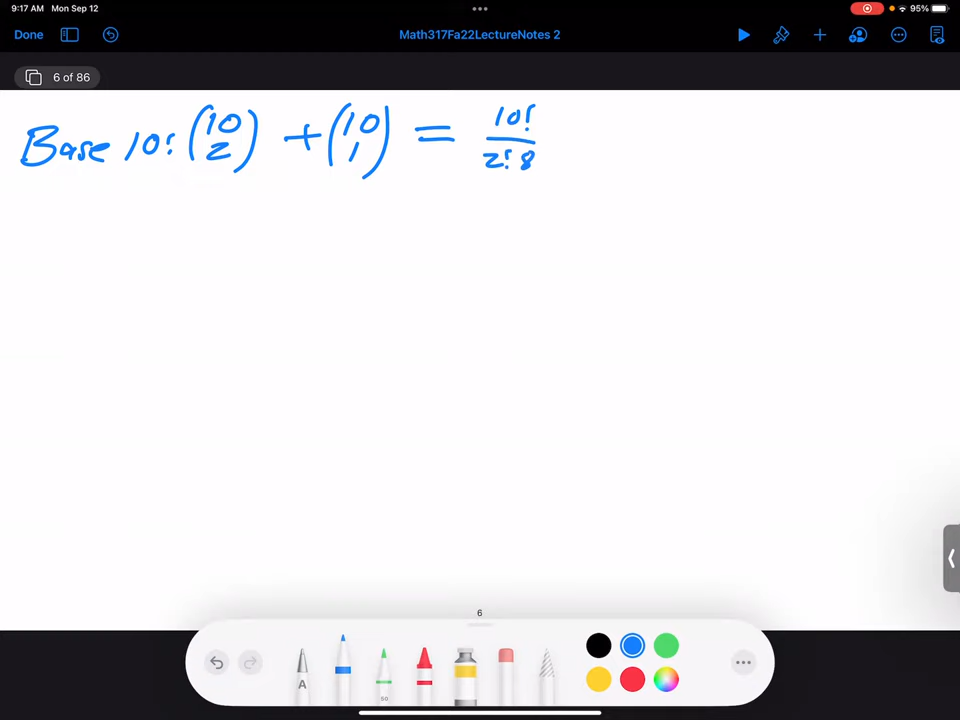 9:17 AM Mon Sep 12 95%
Done Math317Fa22LectureNotes 2
6 of 86
Base 10: (10 2) + (10 1) = 10! / 2! 8
6
A 50